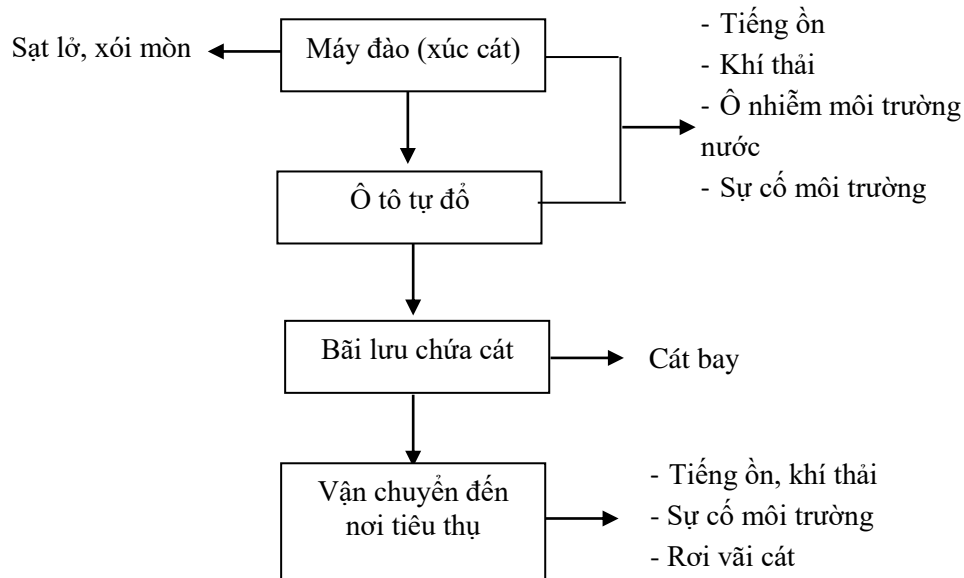 Sạt lở, xói mòn
Máy đào (xúc cát)
- Tiếng ồn
- Khí thải
- Ô nhiễm môi trường
nước
- Sự cố môi trường
Ô tô tự đổ
Bãi lưu chứa cát
Cát bay
Vận chuyển đến
nơi tiêu thụ
- Tiếng ồn, khí thải
- Sự cố môi trường
- Rơi vãi cát